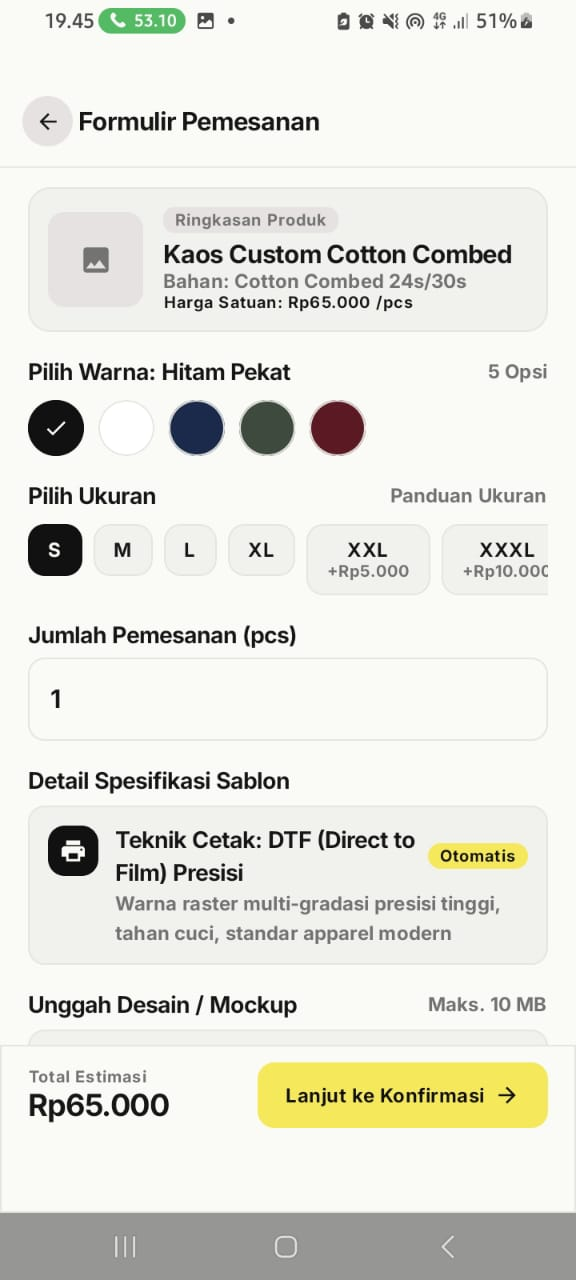 19.45 53.10 4G 51%
Formulir Pemesanan
Ringkasan Produk
Kaos Custom Cotton Combed
Bahan: Cotton Combed 24s/30s
Harga Satuan: Rp65.000 /pcs
Pilih Warna: Hitam Pekat 5 Opsi
Pilih Ukuran Panduan Ukuran
S M L XL XXL XXXL
+Rp5.000 +Rp10.000
Jumlah Pemesanan (pcs)
1
Detail Spesifikasi Sablon
Teknik Cetak: DTF (Direct to
Film) Presisi
Otomatis
Warna raster multi-gradasi presisi tinggi,
tahan cuci, standar apparel modern
Unggah Desain / Mockup Maks. 10 MB
Total Estimasi
Rp65.000
Lanjut ke Konfirmasi